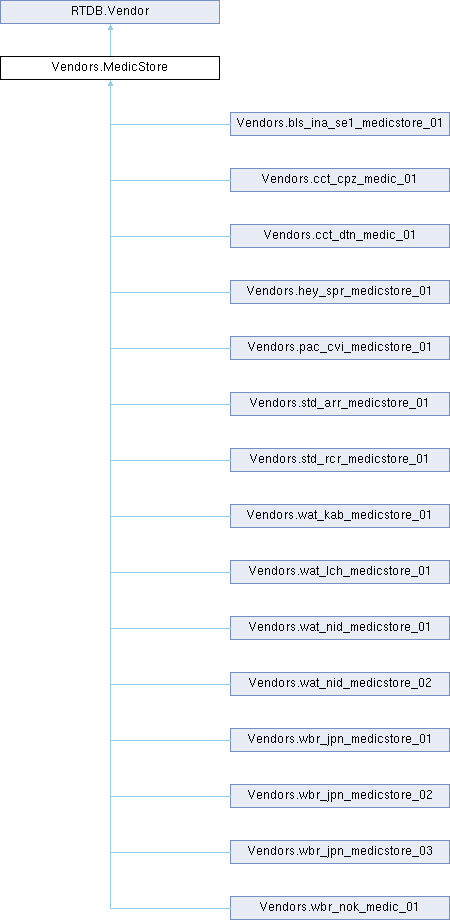 RTDB.Vendor
Vendors.MedicStore
Vendors.bls_ina_se1_medicstore_01
Vendors.cct_cpz_medic_01
Vendors.cct_dtn_medic_01
Vendors.hey_spr_medicstore_01
Vendors.pac_cvi_medicstore_01
Vendors.std_arr_medicstore_01
Vendors.std_rcr_medicstore_01
Vendors.wat_kab_medicstore_01
Vendors.wat_lch_medicstore_01
Vendors.wat_nid_medicstore_01
Vendors.wat_nid_medicstore_02
Vendors.wbr_jpn_medicstore_01
Vendors.wbr_jpn_medicstore_02
Vendors.wbr_jpn_medicstore_03
Vendors.wbr_nok_medic_01